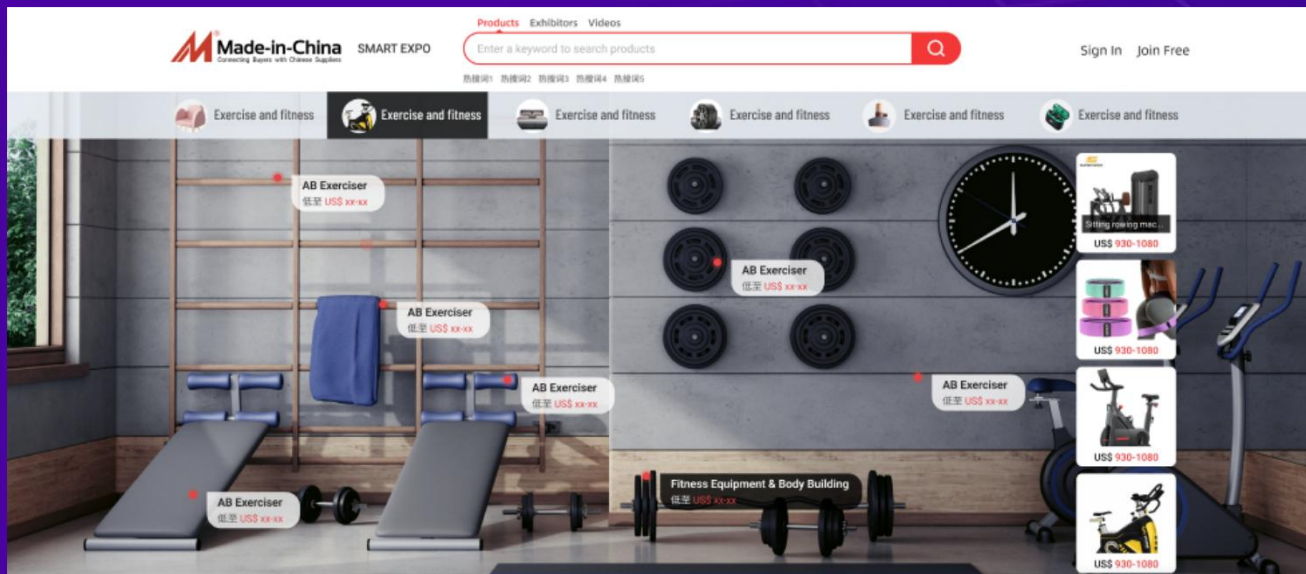 Products Exhibitors Videos
Made-in-China
Connecting Buyers with Chinese Suppliers
SMART EXPO
Enter a keyword to search products
Sign In Join Free
热搜词1 热搜词2 热搜词3 热搜词4 热搜词5
Exercise and fitness
Exercise and fitness
Exercise and fitness
Exercise and fitness
Exercise and fitness
Exercise and fitness
AB Exerciser
低至 US$ xx-xx
AB Exerciser
低至 US$ xx-xx
AB Exerciser
低至 US$ xx-xx
AB Exerciser
低至 US$ xx-xx
AB Exerciser
低至 US$ xx-xx
AB Exerciser
低至 US$ xx-xx
Fitness Equipment & Body Building
低至 US$ xx-xx
Sitting rowing mac...
US$ 930-1080
US$ 930-1080
US$ 930-1080
US$ 930-1080